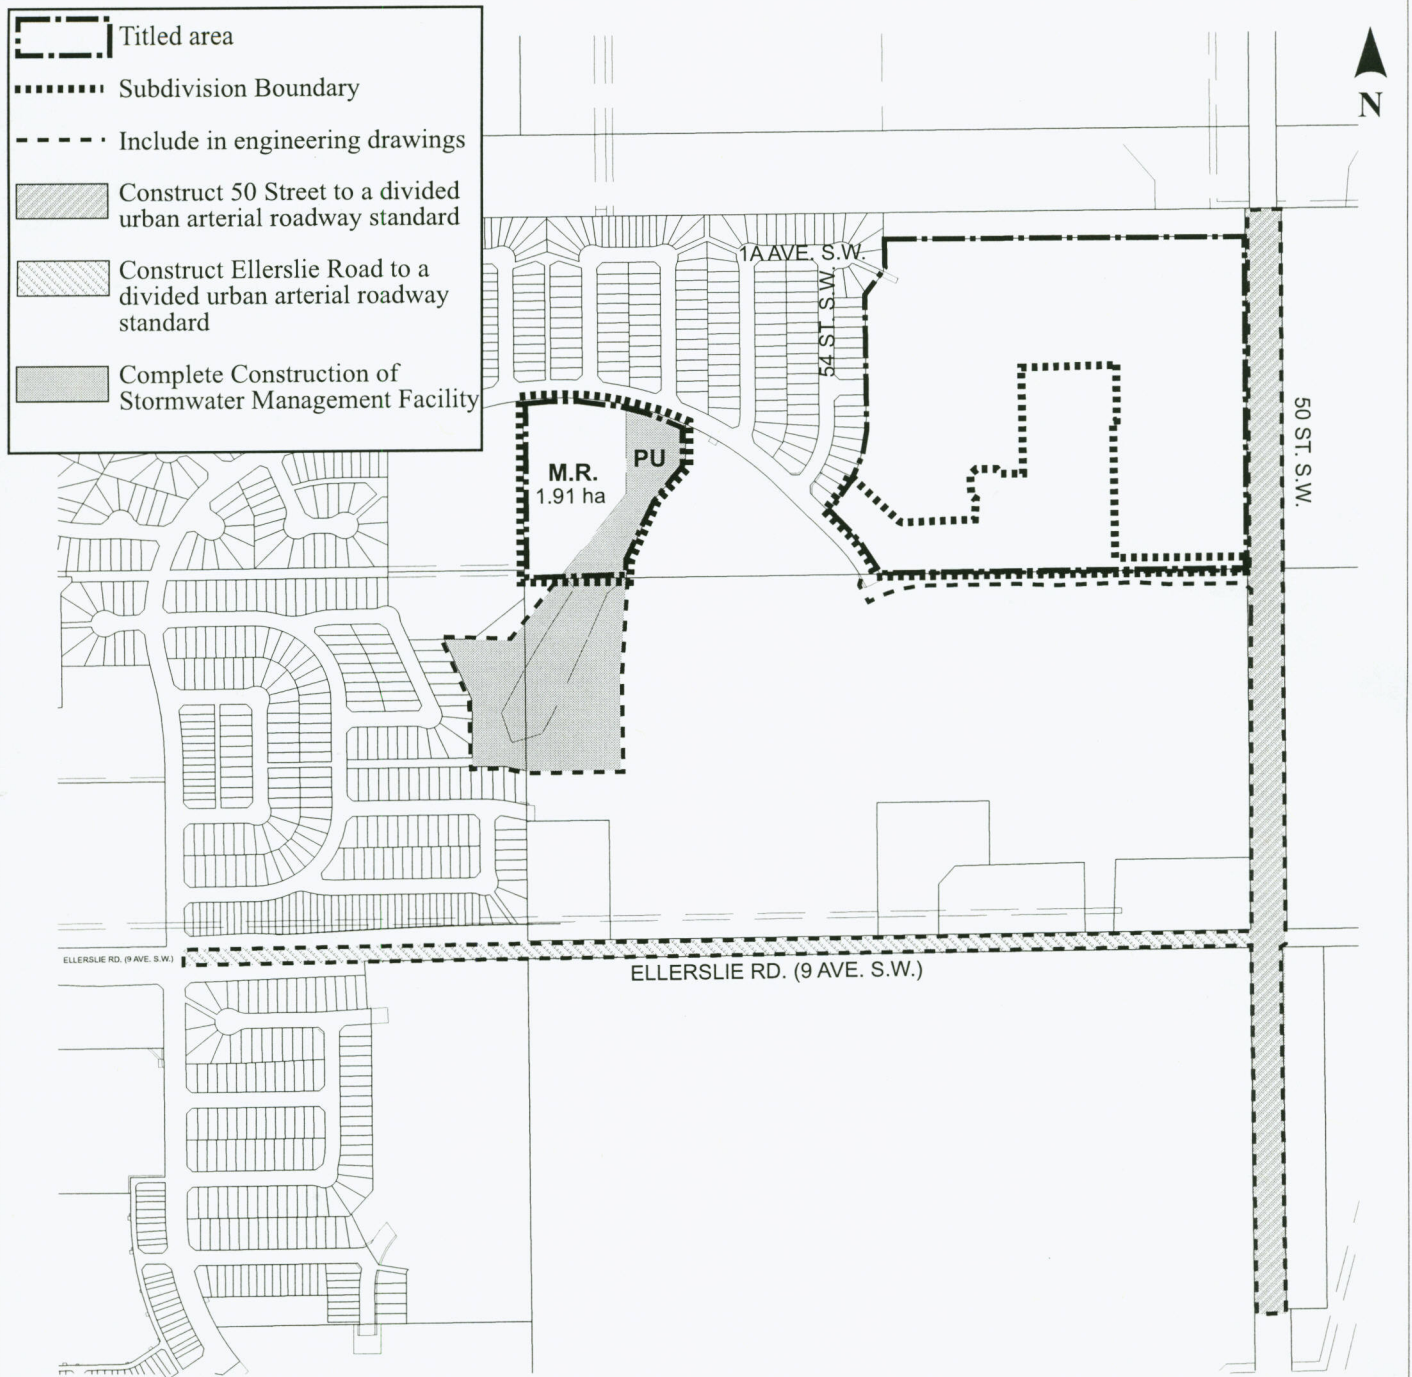 Titled area
Subdivision Boundary
Include in engineering drawings
Construct 50 Street to a divided
urban arterial roadway standard
Construct Ellerslie Road to a
divided urban arterial roadway
standard
Complete Construction of
Stormwater Management Facility
N
1A AVE. S.W.
54 ST. S.W.
50 ST. S.W.
PU
M.R.
1.91 ha
ELLERSLIE RD. (9 AVE. S.W.)
ELLERSLIE RD. (9 AVE. S.W.)